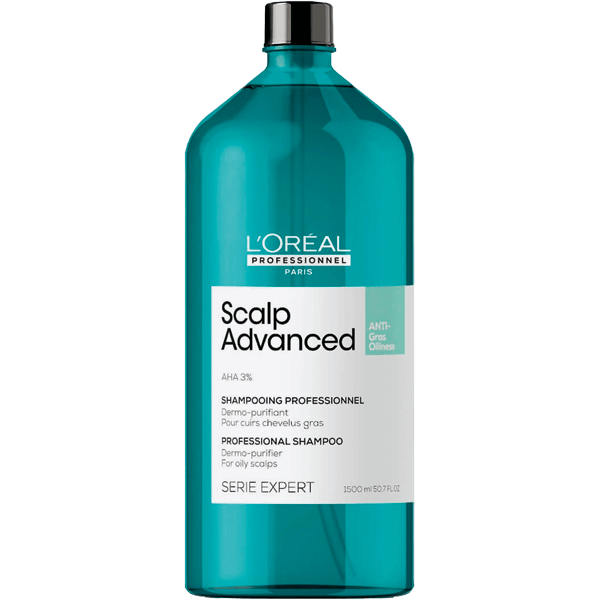 L'ORÉAL
PROFESSIONNEL
PARIS
Scalp
Advanced
ANTI-
Gras
Oiliness
AHA 3%
SHAMPOOING PROFESSIONNEL
Dermo-purifiant
Pour cuirs chevelus gras
PROFESSIONAL SHAMPOO
Dermo-purifier
For oily scalps
SERIE EXPERT
1500 ml 50.7 FL.OZ